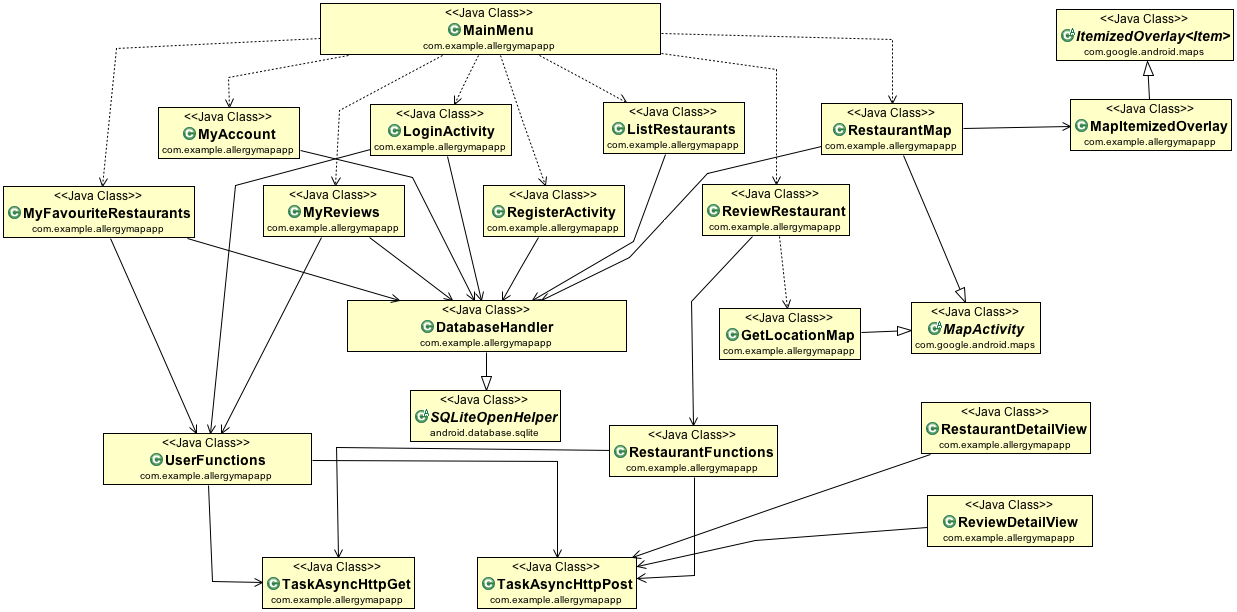 <<Java Class>>
MainMenu
com.example.allergymapapp
<<Java Class>>
ItemizedOverlay<Item>
com.google.android.maps
<<Java Class>>
MyAccount
com.example.allergymapapp
<<Java Class>>
LoginActivity
com.example.allergymapapp
<<Java Class>>
ListRestaurants
com.example.allergymapapp
<<Java Class>>
RestaurantMap
com.example.allergymapapp
<<Java Class>>
MapItemizedOverlay
com.example.allergymapapp
<<Java Class>>
MyFavouriteRestaurants
com.example.allergymapapp
<<Java Class>>
MyReviews
com.example.allergymapapp
<<Java Class>>
RegisterActivity
com.example.allergymapapp
<<Java Class>>
ReviewRestaurant
com.example.allergymapapp
<<Java Class>>
DatabaseHandler
com.example.allergymapapp
<<Java Class>>
GetLocationMap
com.example.allergymapapp
<<Java Class>>
MapActivity
com.google.android.maps
<<Java Class>>
SQLiteOpenHelper
android.database.sqlite
<<Java Class>>
UserFunctions
com.example.allergymapapp
<<Java Class>>
RestaurantFunctions
com.example.allergymapapp
<<Java Class>>
RestaurantDetailView
com.example.allergymapapp
<<Java Class>>
ReviewDetailView
com.example.allergymapapp
<<Java Class>>
TaskAsyncHttpGet
com.example.allergymapapp
<<Java Class>>
TaskAsyncHttpPost
com.example.allergymapapp